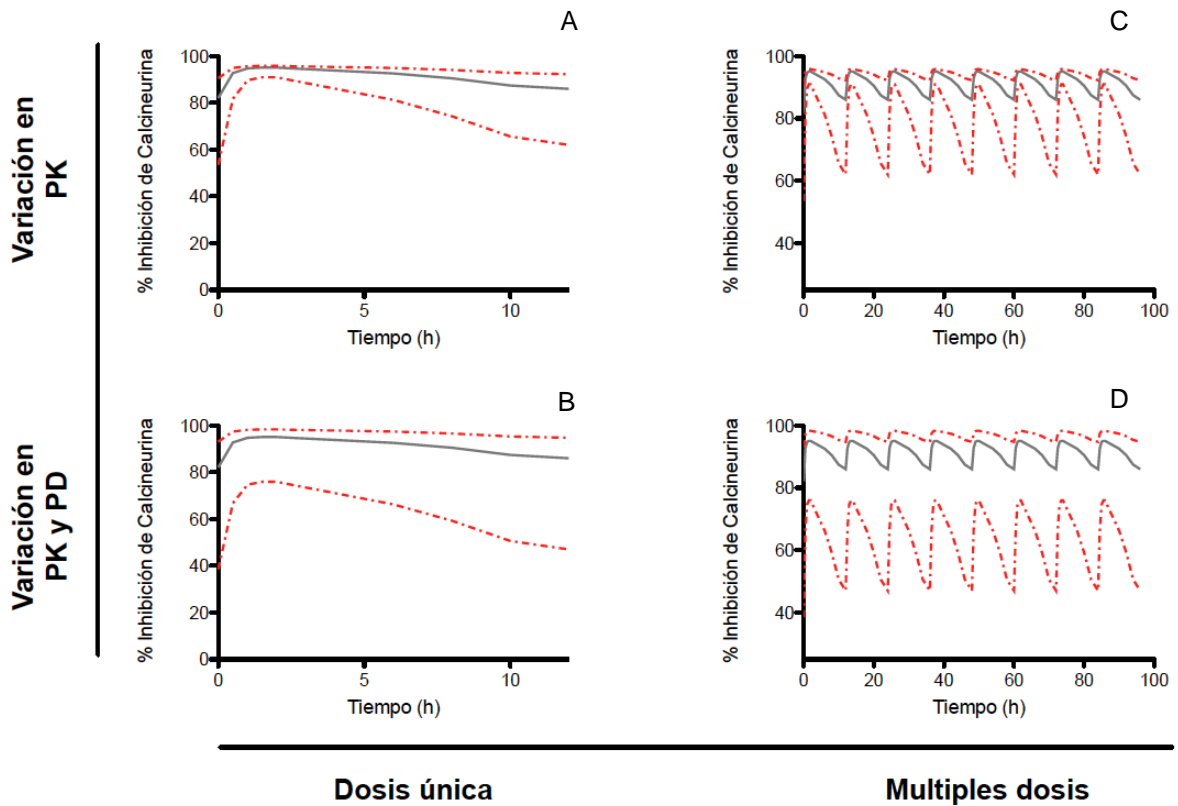 A
C
Variación en
PK
% Inhibición de Calcineurina
100
80
60
40
20
0
0
5
10
Tiempo (h)
% Inhibición de Calcineurina
100
80
60
40
0
20
40
60
80
100
Tiempo (h)
B
D
Variación en
PK y PD
% Inhibición de Calcineurina
100
80
60
40
20
0
0
5
10
Tiempo (h)
% Inhibición de Calcineurina
100
80
60
40
0
20
40
60
80
100
Tiempo (h)
Dosis única
Multiples dosis